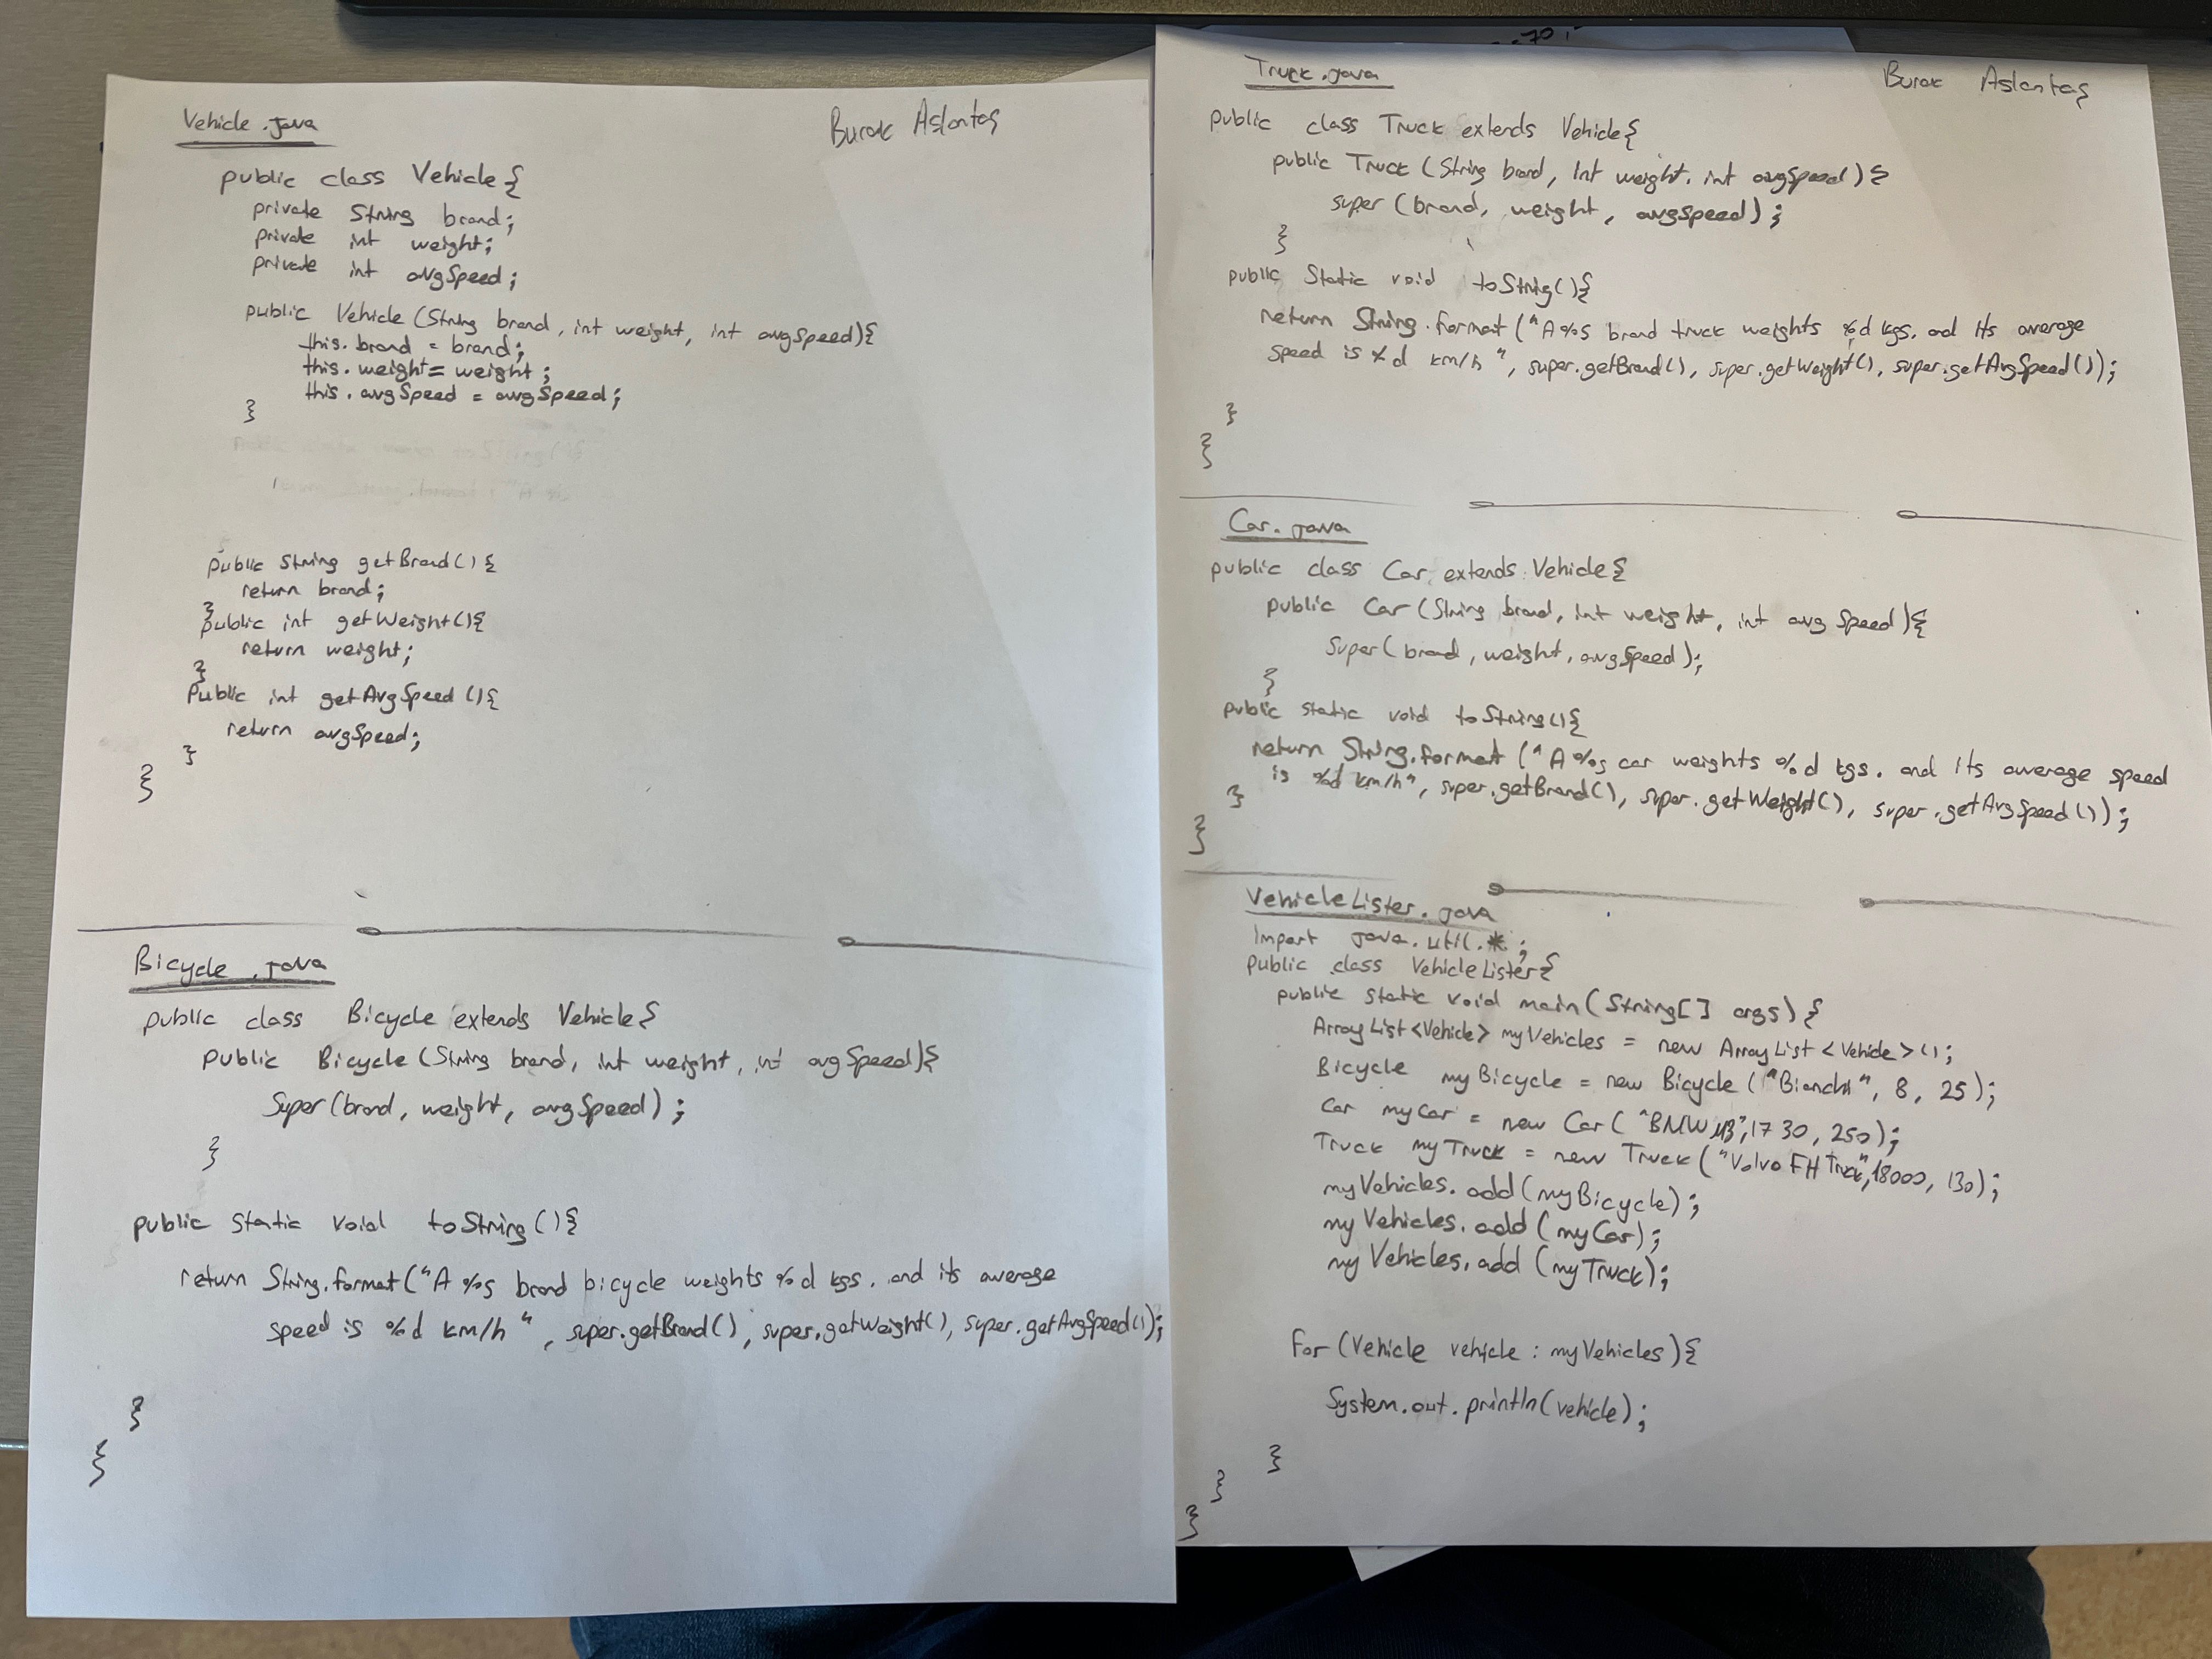 Vehicle.java
Burak Aslantaş
public class Vehicle{
private String brand;
private int weight;
private int avgSpeed;
public Vehicle(String brand, int weight, int avgSpeed){
this.brand = brand;
this.weight = weight;
this.avgSpeed = avgSpeed;
}
public String getBrand(){
return brand;
}
public int getWeight(){
return weight;
}
public int getAvgSpeed(){
return avgSpeed;
}
}
Bicycle.java
public class Bicycle extends Vehicle{
public Bicycle(String brand, int weight, int avgSpeed){
Super(brand, weight, avgSpeed);
}
public static void toString(){
return String.format("A %s brand bicycle weights %d kgs. and its average
speed is %d km/h", super.getBrand(), super.getWeight(), super.getAvgSpeed());
}
}
-70,-
Truck.java
Burak Aslantaş
public class Truck extends Vehicle{
public Truck (String brand, Int weight. int avgSpeed){
super (brand, weight, avgSpeed);
}
public Static void toString(){
return String.format("A %s brand truck weights %d kgs. and its average
speed is %d km/h", super.getBrand(), super.getWeight(), super.getAvgSpeed());
}
}
Car.java
public class Car extends Vehicle{
public Car(String brand, int weight, int avgSpeed){
Super(brand, weight, avgSpeed);
}
public static void toString(){
return String.format("A %s car weights %d kgs. and its average speed
is %d km/h", super.getBrand(), super.getWeight(), super.getAvgSpeed());
}
}
VehicleLister.java
Import java.util.*;
public class VehicleLister{
public static void main(String[] args){
ArrayList<Vehicle> myVehicles = new ArrayList<Vehicle>();
Bicycle myBicycle = new Bicycle("Bianchi", 8, 25);
Car myCar = new Car("BMW M3", 1730, 250);
Truck myTruck = new Truck("Volvo FH Truck", 18000, 130);
myVehicles.add(myBicycle);
myVehicles.add(myCar);
myVehicles.add(myTruck);
for (Vehicle vehicle : myVehicles){
System.out.println(vehicle);
}
}
}